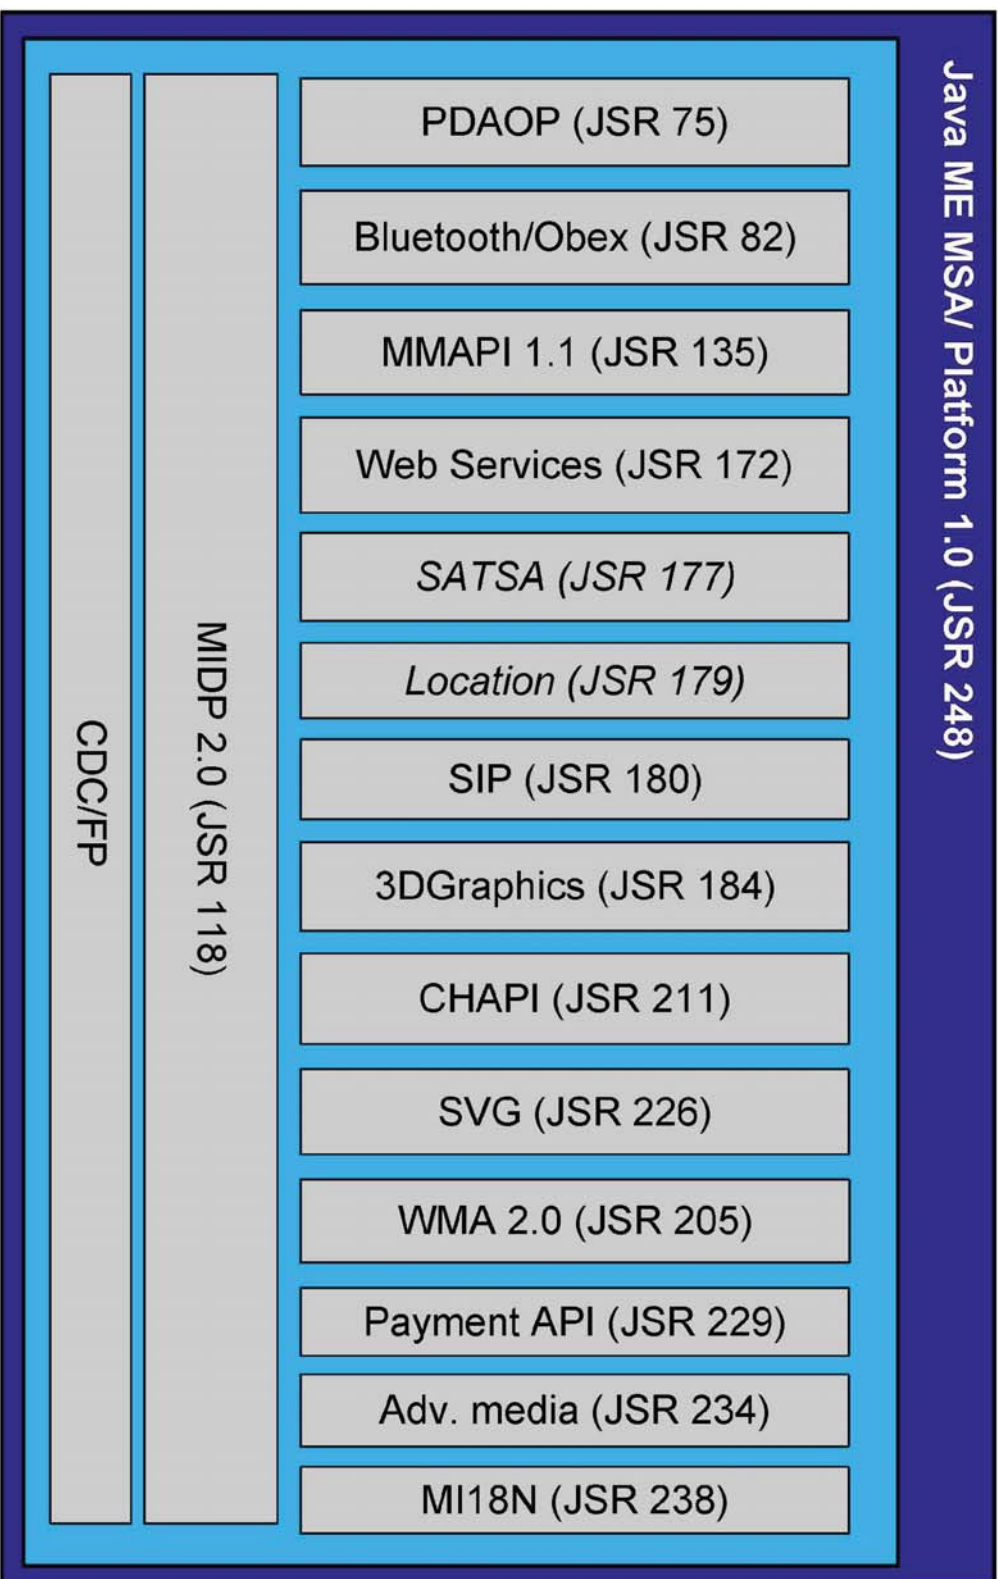 Java ME MSA/ Platform 1.0 (JSR 248)
CDC/FP
MIDP 2.0 (JSR 118)
PDAOP (JSR 75)
Bluetooth/Obex (JSR 82)
MMAPI 1.1 (JSR 135)
Web Services (JSR 172)
SATSA (JSR 177)
Location (JSR 179)
SIP (JSR 180)
3DGraphics (JSR 184)
CHAPI (JSR 211)
SVG (JSR 226)
WMA 2.0 (JSR 205)
Payment API (JSR 229)
Adv. media (JSR 234)
MI18N (JSR 238)